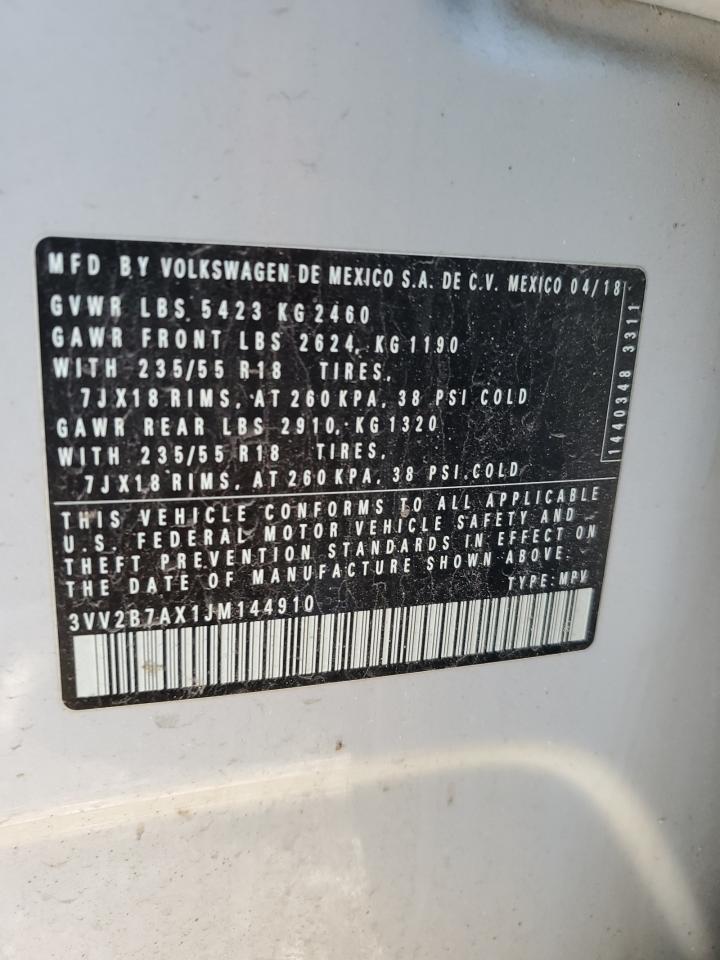 MFD BY VOLKSWAGEN DE MEXICO S.A. DE C.V. MEXICO 04/18
GVWR LBS. 5423 KG 2460
GAWR FRONT LBS 2624, KG 1190
WITH 235/55 R18 TIRES,
7JX18 RIMS, AT 260 KPA, 38 PSI COLD
GAWR REAR LBS 2910, KG 1320
WITH 235/55 R18 TIRES,
7JX18 RIMS, AT 260 KPA, 38 PSI.COLD
1440348 3311
THIS VEHICLE CONFORMS TO ALL APPLICABLE
U.S. FEDERAL MOTOR VEHICLE SAFETY AND
THEFT PREVENTION STANDARDS IN EFFECT ON
THE DATE OF MANUFACTURE SHOWN ABOVE.
TYPE: MPV
3VV2B7AX1JM144910